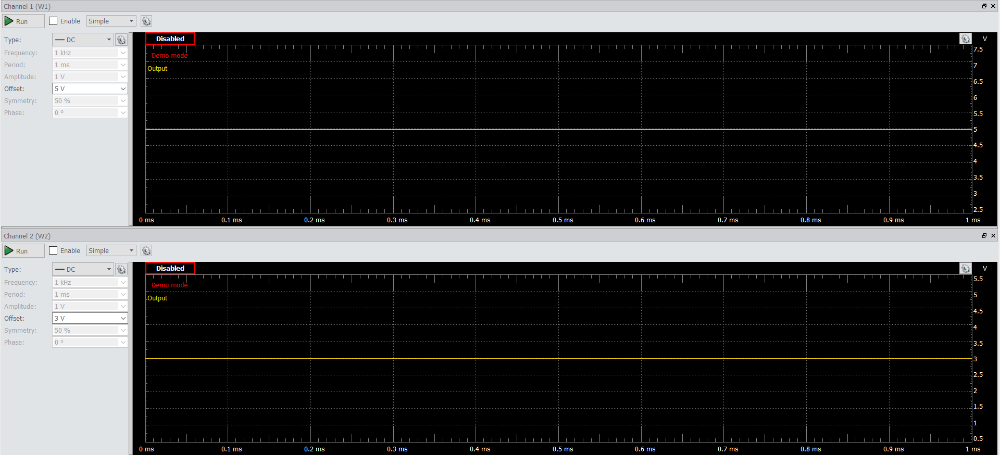 Channel 1 (W1)
Run Enable Simple
Type: DC
Frequency: 1 kHz
Period: 1 ms
Amplitude: 1 V
Offset: 5 V
Symmetry: 50 %
Phase: 0 º
Disabled V
Demo mode
Output
7.5
7
6.5
6
5.5
5
4.5
4
3.5
3
2.5
0 ms 0.1 ms 0.2 ms 0.3 ms 0.4 ms 0.5 ms 0.6 ms 0.7 ms 0.8 ms 0.9 ms 1 ms
Channel 2 (W2)
Run Enable Simple
Type: DC
Frequency: 1 kHz
Period: 1 ms
Amplitude: 1 V
Offset: 3 V
Symmetry: 50 %
Phase: 0 º
Disabled V
Demo mode
Output
5.5
5
4.5
4
3.5
3
2.5
2
1.5
1
0.5
0 ms 0.1 ms 0.2 ms 0.3 ms 0.4 ms 0.5 ms 0.6 ms 0.7 ms 0.8 ms 0.9 ms 1 ms